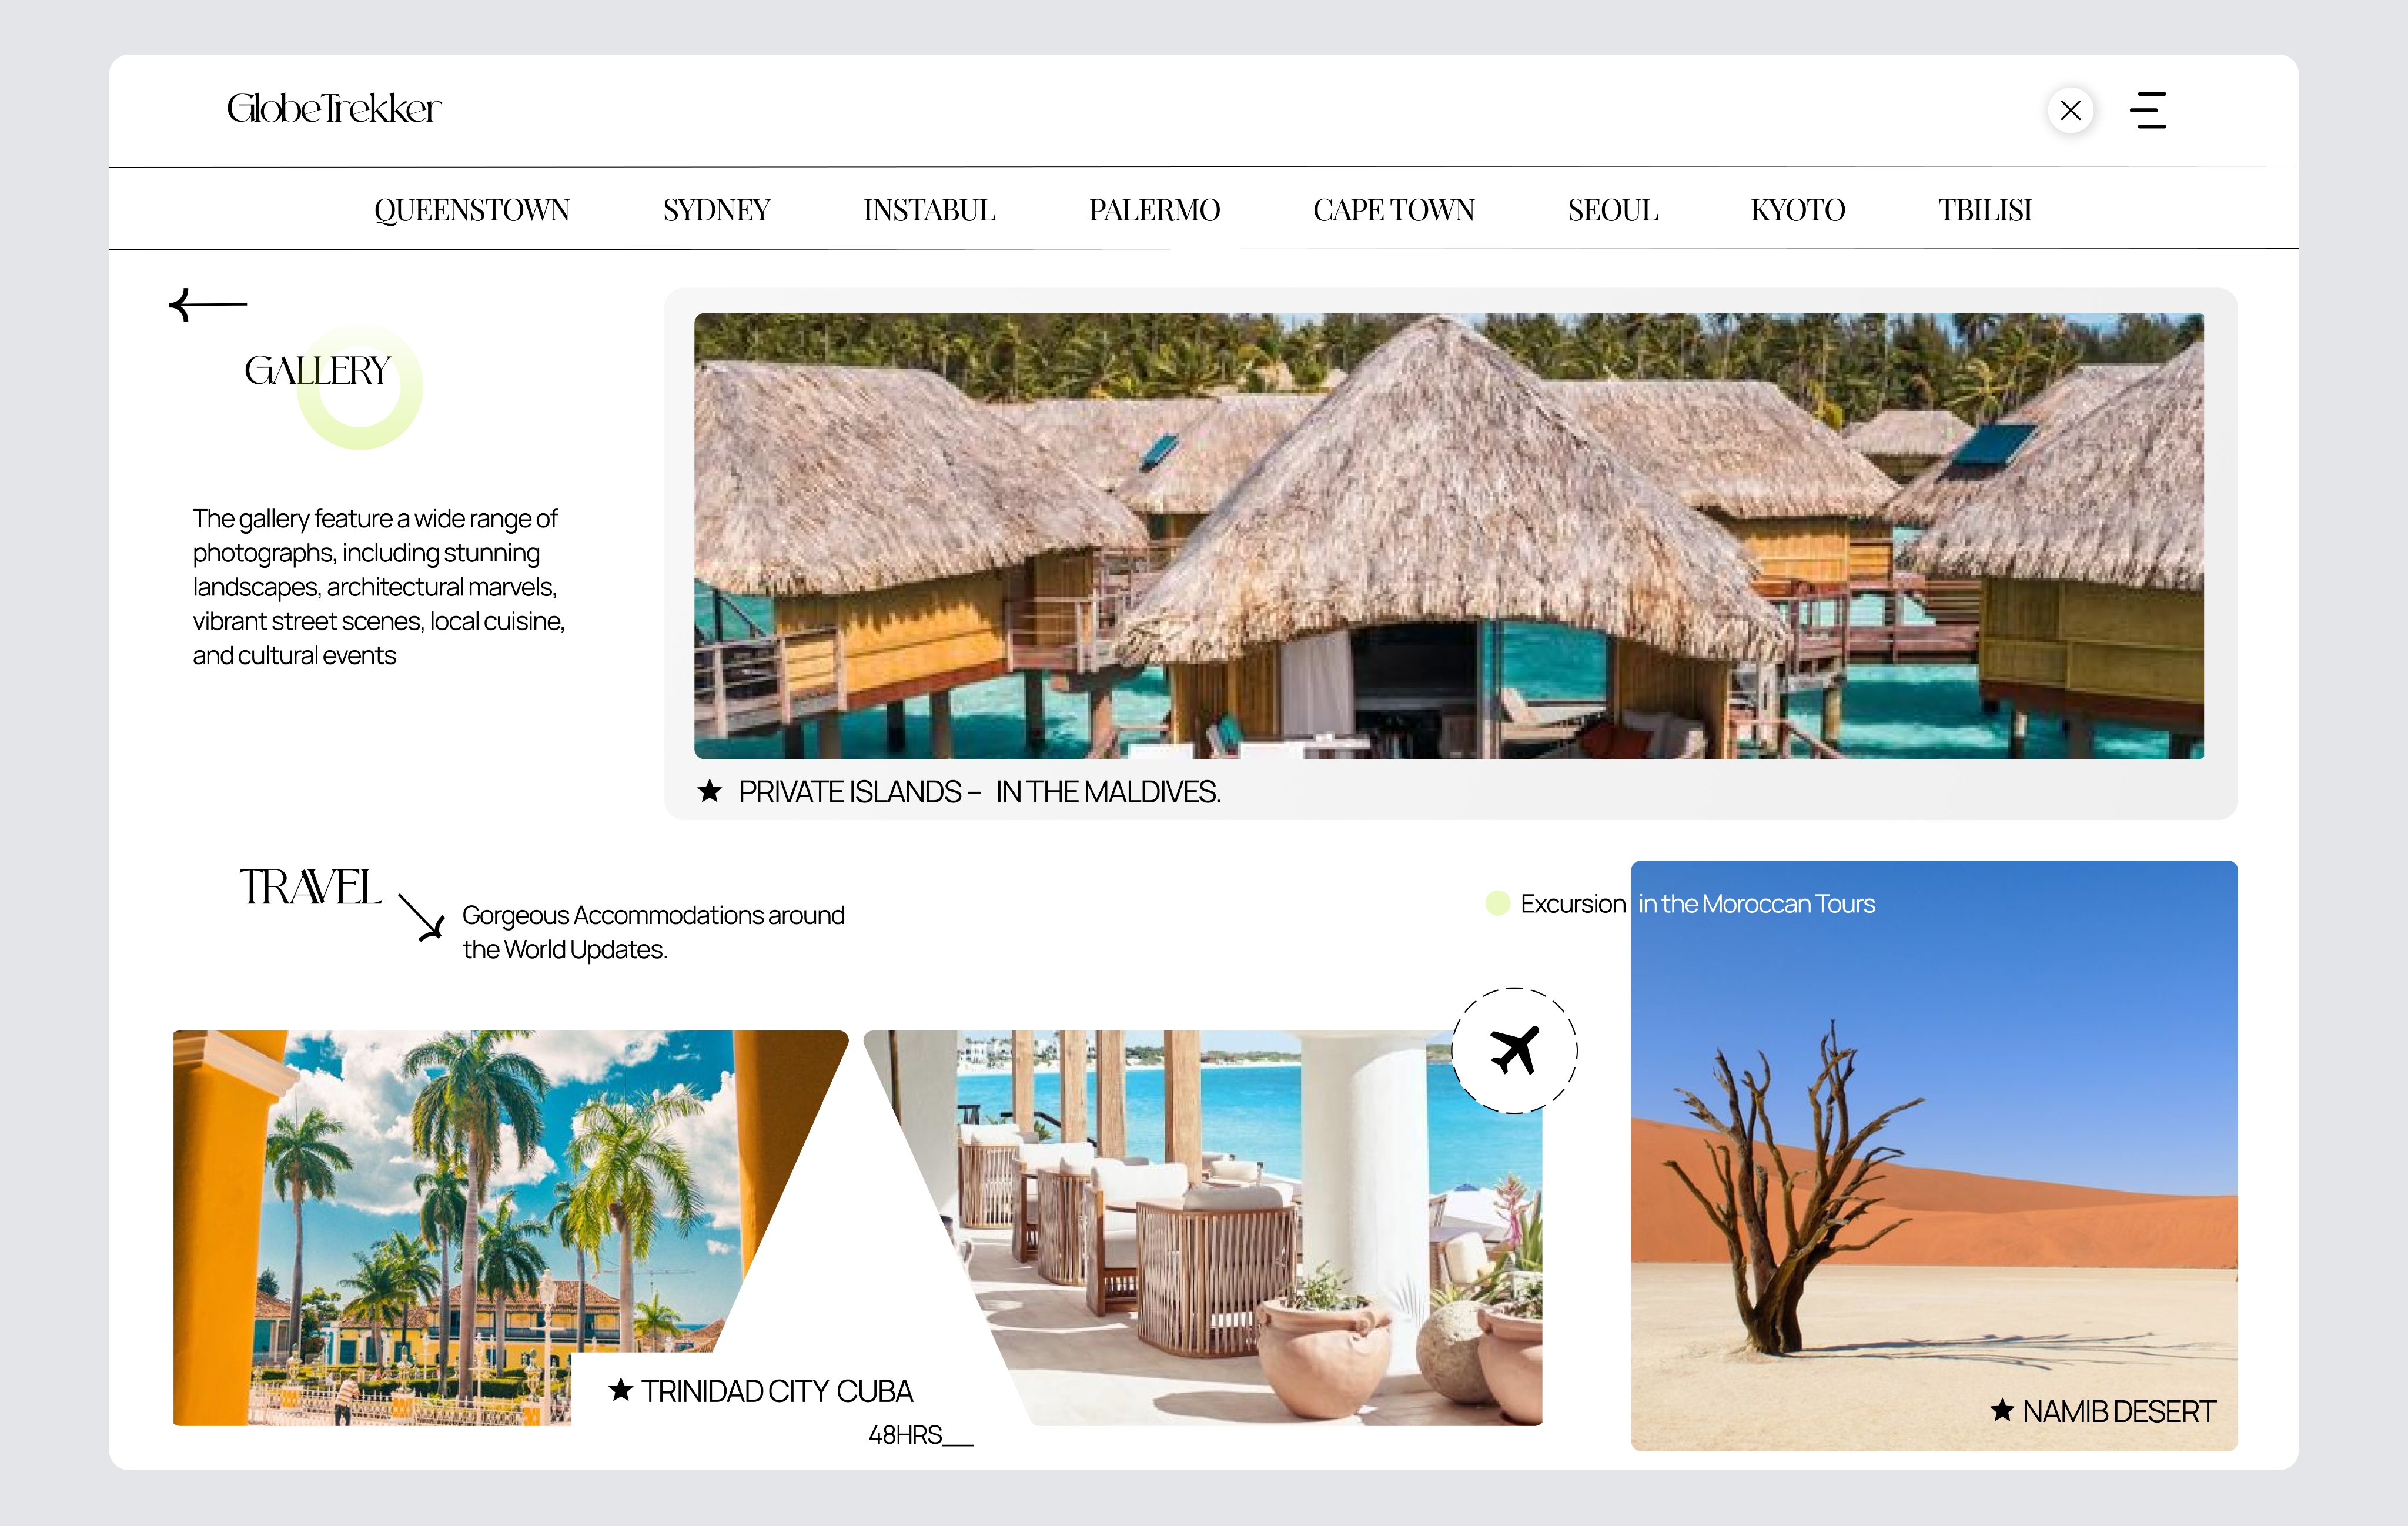 GlobeTrekker
QUEENSTOWN SYDNEY INSTABUL PALERMO CAPE TOWN SEOUL KYOTO TBILISI
GALLERY
The gallery feature a wide range of
photographs, including stunning
landscapes, architectural marvels,
vibrant street scenes, local cuisine,
and cultural events
★ PRIVATE ISLANDS – IN THE MALDIVES.
TRAVEL
Gorgeous Accommodations around
the World Updates.
Excursion in the Moroccan Tours
★ TRINIDAD CITY CUBA
48HRS__
★ NAMIB DESERT